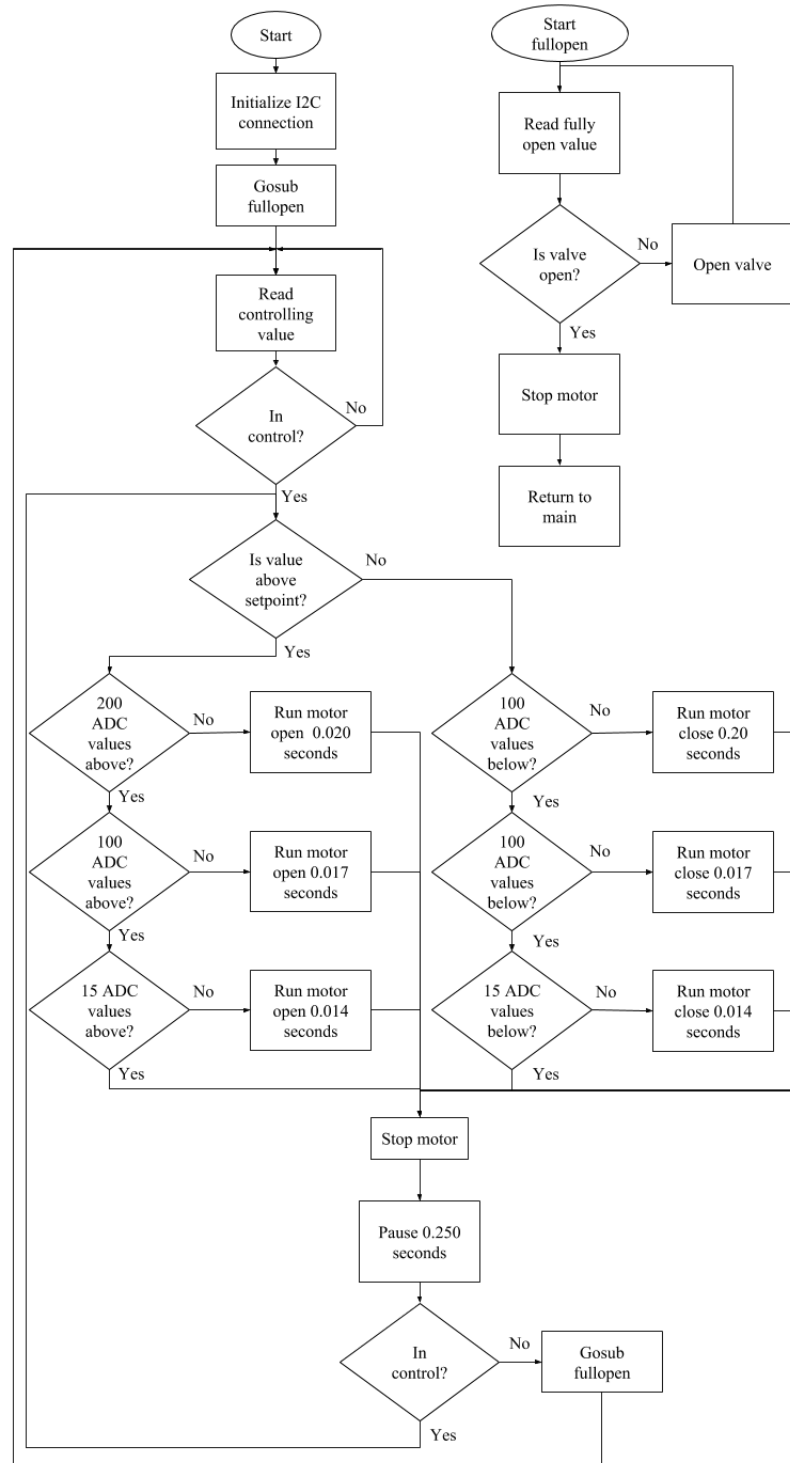 Start
Initialize I2C
connection
Gosub
fullopen
Read
controlling
value
In
control?
No
Yes
Is value
above
setpoint?
No
Yes
200
ADC
values
above?
No
Run motor
open 0.020
seconds
Yes
100
ADC
values
above?
No
Run motor
open 0.017
seconds
Yes
15 ADC
values
above?
No
Run motor
open 0.014
seconds
Yes
100
ADC
values
below?
No
Run motor
close 0.20
seconds
Yes
100
ADC
values
below?
No
Run motor
close 0.017
seconds
Yes
15 ADC
values
below?
No
Run motor
close 0.014
seconds
Yes
Stop motor
Pause 0.250
seconds
In
control?
No
Gosub
fullopen
Yes
Start
fullopen
Read fully
open value
Is valve
open?
No
Open valve
Yes
Stop motor
Return to
main